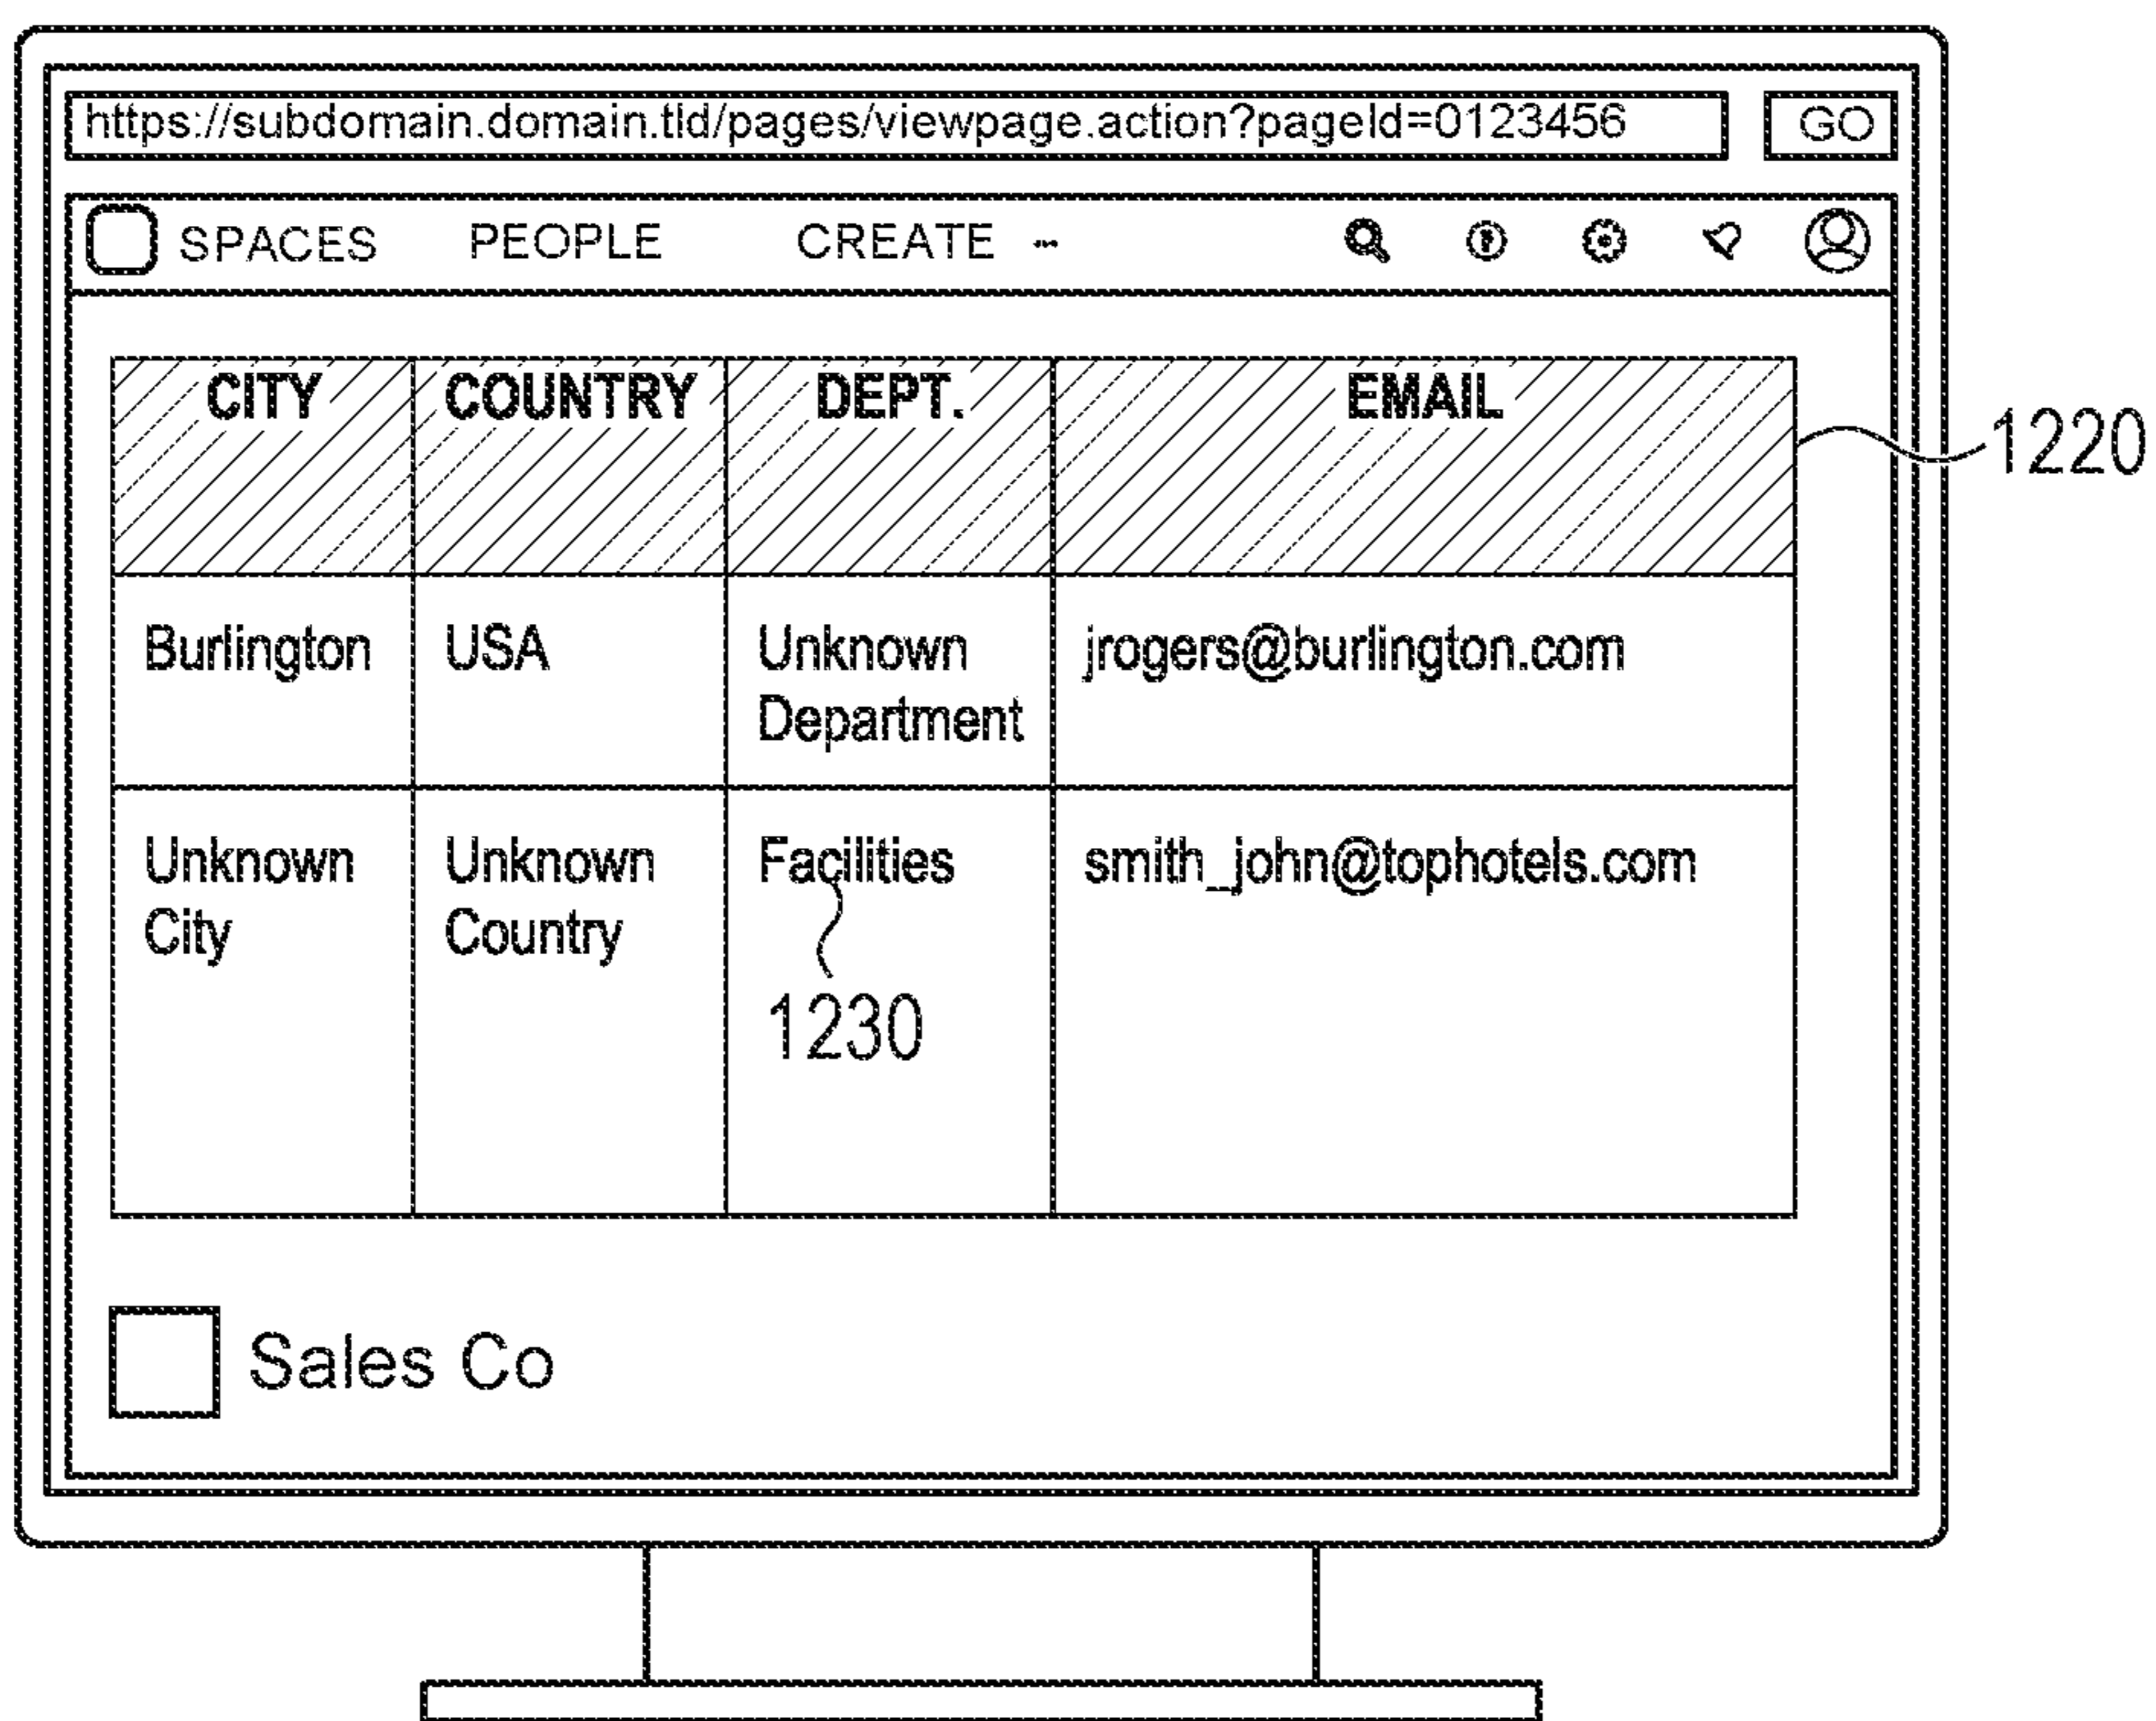 https://subdomain.domain.tld/pages/viewpage.action?pageId=0123456 GO
SPACES PEOPLE CREATE ...
CITY COUNTRY DEPT. EMAIL
1220
Burlington USA Unknown jrogers@burlington.com
Department
Unknown Unknown Facilities smith_john@tophotels.com
City Country
1230
Sales Co